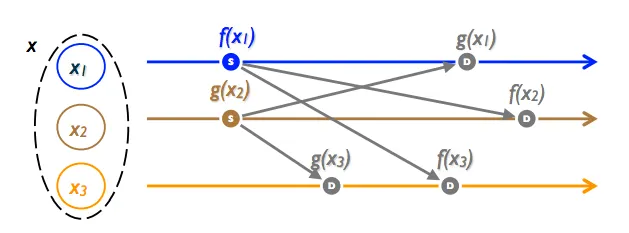 x
x1
x2
x3
f(x1)
S
g(x1)
D
g(x2)
S
f(x2)
D
g(x3)
D
f(x3)
D